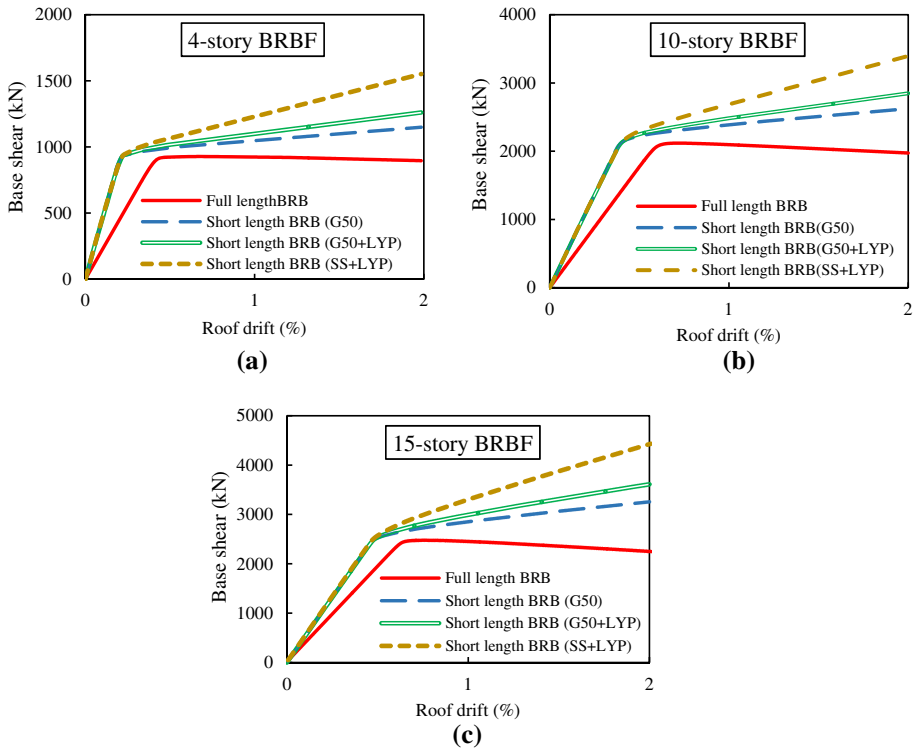 4-story BRBF
2000
1500
1000
500
0
Base shear (kN)
Full lengthBRB
Short length BRB (G50)
Short length BRB (G50+LYP)
Short length BRB (SS+LYP)
0 1 2
Roof drift (%)
(a)
10-story BRBF
4000
3000
2000
1000
0
Base shear (kN)
Full length BRB
Short length BRB(G50)
Short length BRB(G50+LYP)
Short length BRB(SS+LYP)
0 1 2
Roof drift (%)
(b)
15-story BRBF
5000
4000
3000
2000
1000
0
Base shear (kN)
Full length BRB
Short length BRB (G50)
Short length BRB (G50+LYP)
Short length BRB (SS+LYP)
0 1 2
Roof drift (%)
(c)